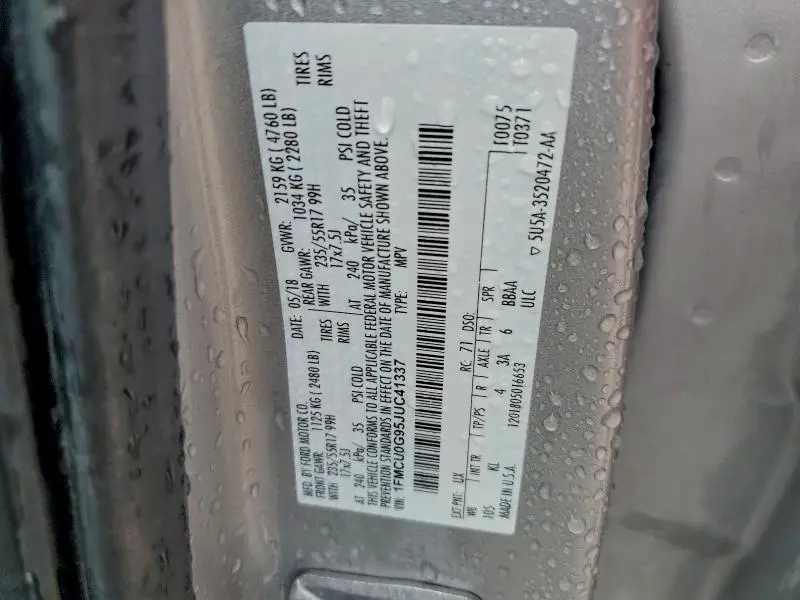 MFD. BY FORD MOTOR CO.
DATE: 05/18 GVWR: 2159 KG ( 4760 LB)
FRONT GAWR: 1125 KG ( 2480 LB) REAR GAWR: 1034 KG ( 2280 LB)
WITH 235/55R17 99H TIRES WITH 235/55R17 99H TIRES
17x7.5J RIMS 17x7.5J RIMS
AT 240 kPa/ 35 PSI COLD AT 240 kPa/ 35 PSI COLD
THIS VEHICLE CONFORMS TO ALL APPLICABLE FEDERAL MOTOR VEHICLE SAFETY AND THEFT
PREVENTION STANDARDS IN EFFECT ON THE DATE OF MANUFACTURE SHOWN ABOVE.
VIN: 1FMCU0G95JUC41337 TYPE: MPV
EXT PNT: UX RC: 71 DSO:
WB INT TR TP/PS R AXLE TR SPR T0075
105 KL 4 3A 6 BBAA T0371
MADE IN U.S.A. 1201805016653 ULC
▽ 5U5A-3520472-AA